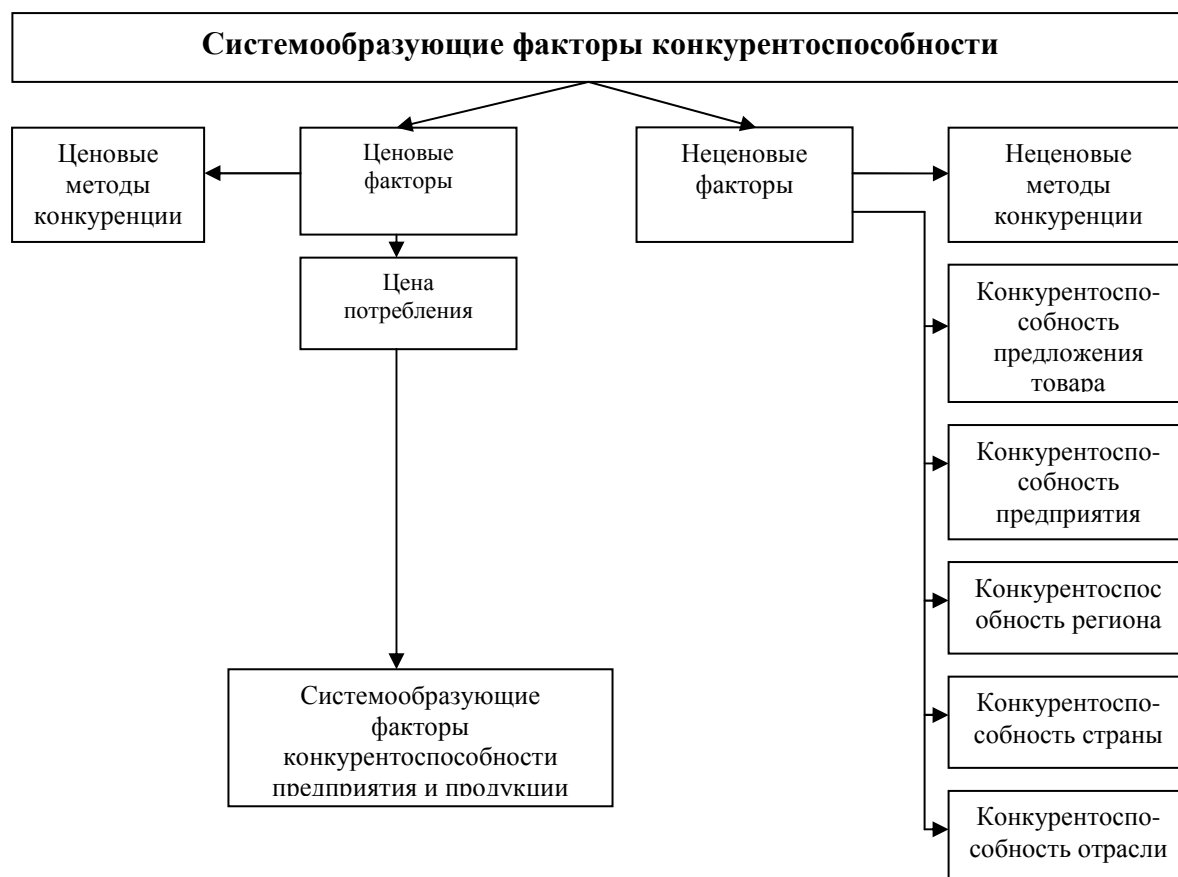 Системообразующие факторы конкурентоспособности
Ценовые
методы
конкуренции
Ценовые
факторы
Неценовые
факторы
Неценовые
методы
конкуренции
Цена
потребления
Конкурентоспо-
собность
предложения
товара
Конкурентоспо-
собность
предприятия
Конкурентоспос
обность региона
Системообразующие
факторы
конкурентоспособности
предприятия и продукции
Конкурентоспо-
собность страны
Конкурентоспо-
собность отрасли